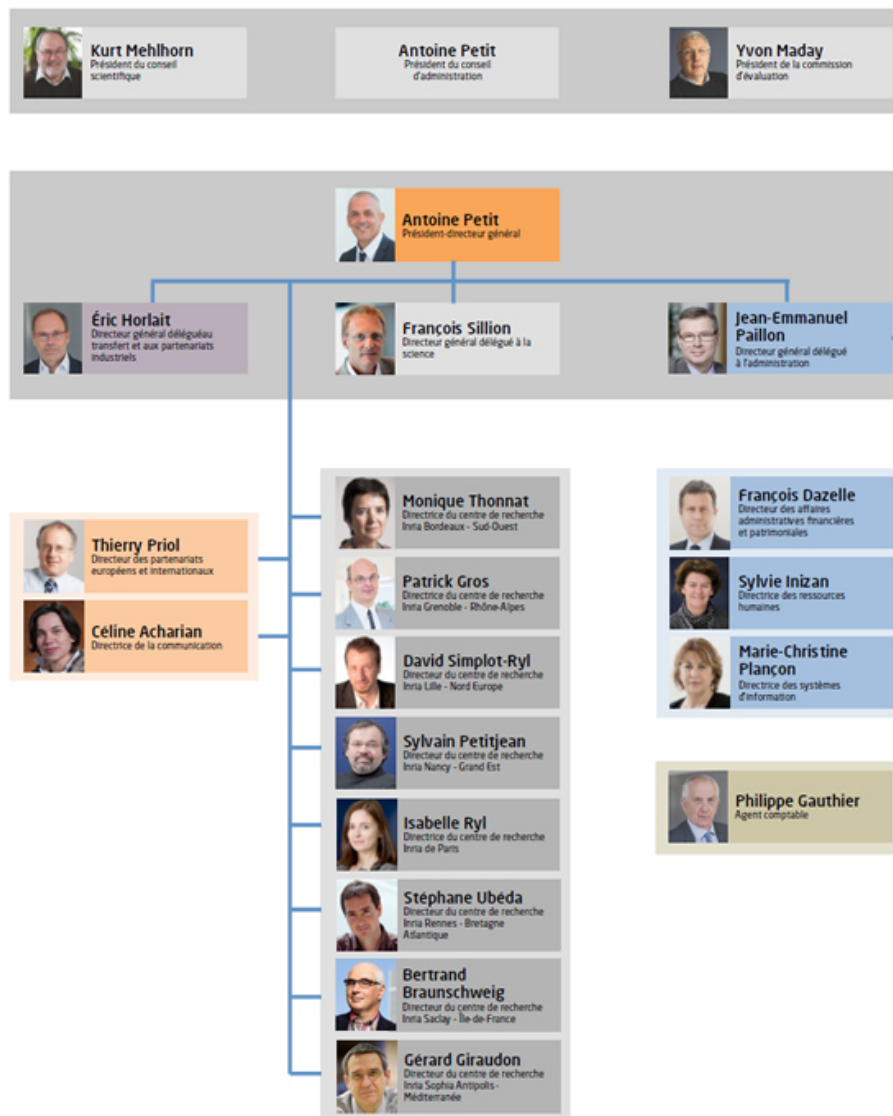 Kurt Mehlhorn
Président du conseil
scientifique
Antoine Petit
Président du conseil
d'administration
Yvon Maday
Président de la commission
d'évaluation
Antoine Petit
Président-directeur général
Éric Horlait
Directeur général déléguéau
transfert et aux partenariats
industriels
François Sillion
Directeur général délégué à la
science
Jean-Emmanuel
Paillon
Directeur général délégué
à l'administration
Thierry Priol
Directeur des partenariats
européens et internationaux
Céline Acharian
Directrice de la communication
Monique Thonnat
Directrice du centre de recherche
Inria Bordeaux - Sud-Ouest
Patrick Gros
Directrice du centre de recherche
Inria Grenoble - Rhône-Alpes
David Simplot-Ryl
Directeur du centre de recherche
Inria Lille - Nord Europe
Sylvain Petitjean
Directeur du centre de recherche
Inria Nancy - Grand Est
Isabelle Ryl
Directrice du centre de recherche
Inria de Paris
Stéphane Ubéda
Directeur du centre de recherche
Inria Rennes - Bretagne
Atlantique
Bertrand
Braunschweig
Directeur du centre de recherche
Inria Saclay - Île-de-France
Gérard Giraudon
Directeur du centre de recherche
Inria Sophia Antipolis -
Méditerranée
François Dazelle
Directeur des affaires
administratives financières
et patrimoniales
Sylvie Inizan
Directrice des ressources
humaines
Marie-Christine
Plançon
Directrice des systèmes
d'information
Philippe Gauthier
Agent comptable